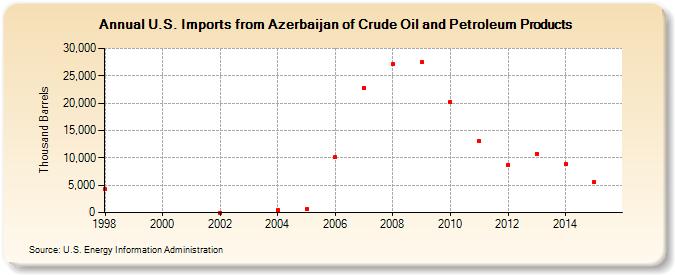 Annual U.S. Imports from Azerbaijan of Crude Oil and Petroleum Products
Thousand Barrels
30,000
25,000
20,000
15,000
10,000
5,000
0
1998 2000 2002 2004 2006 2008 2010 2012 2014
Source: U.S. Energy Information Administration